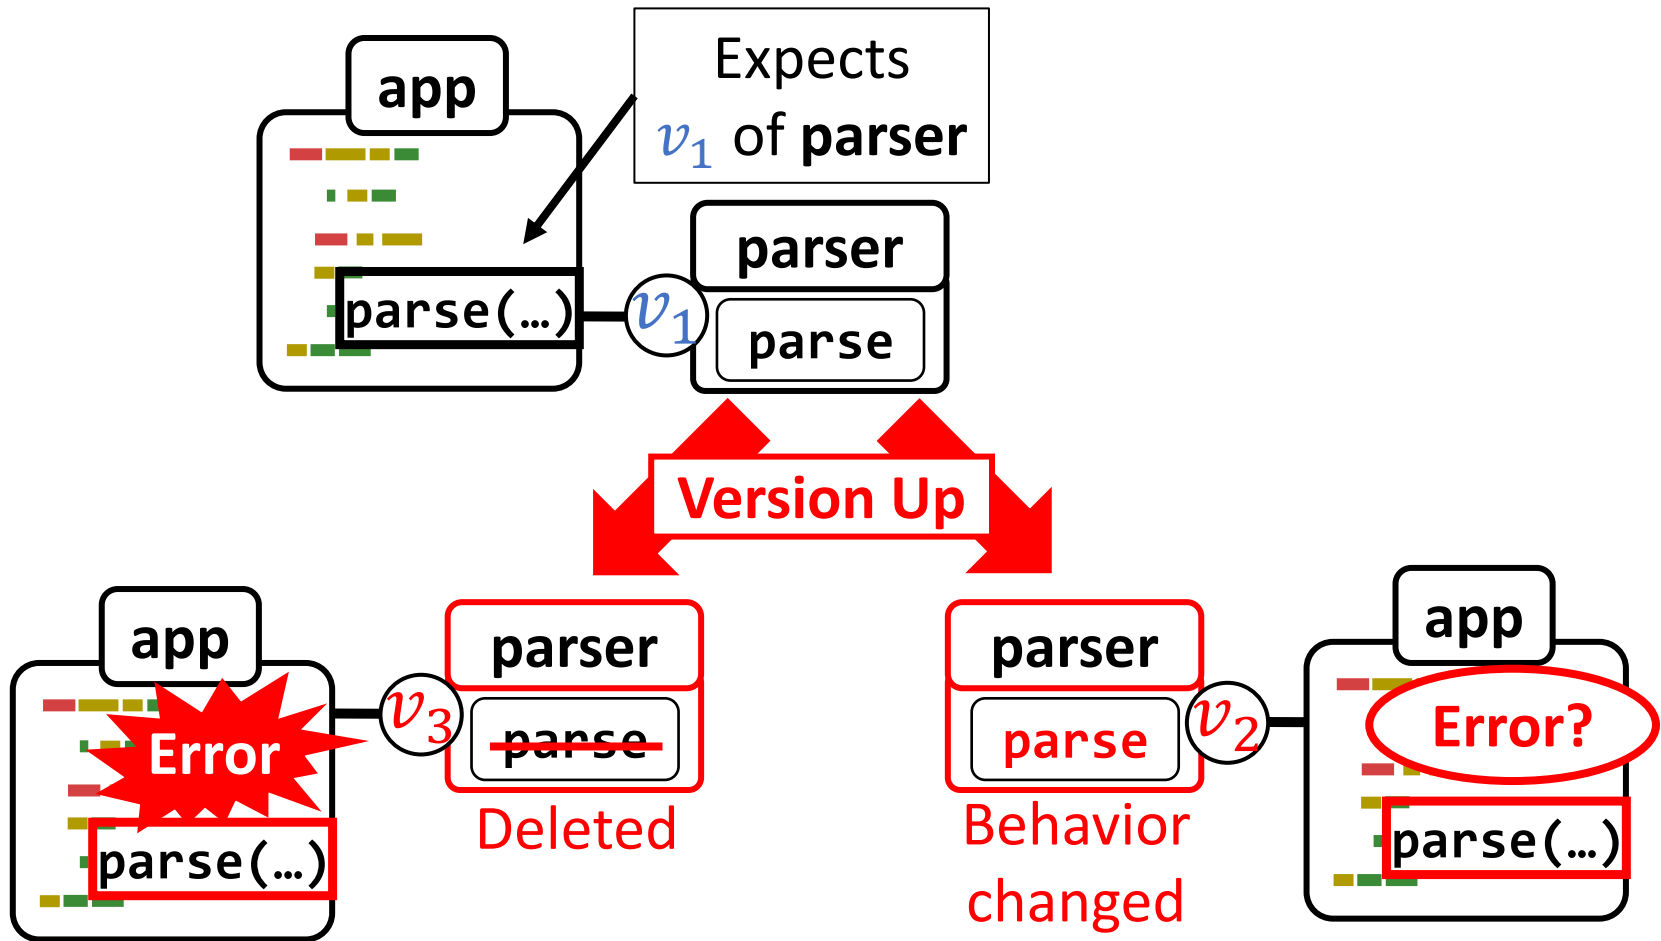 app
Expects
v1 of parser
parser
parse(…)
v1
parse
Version Up
app
parser
v3
parse
Error
Deleted
parse(…)
parser
app
parse
v2
Error?
Behavior
changed
parse(…)